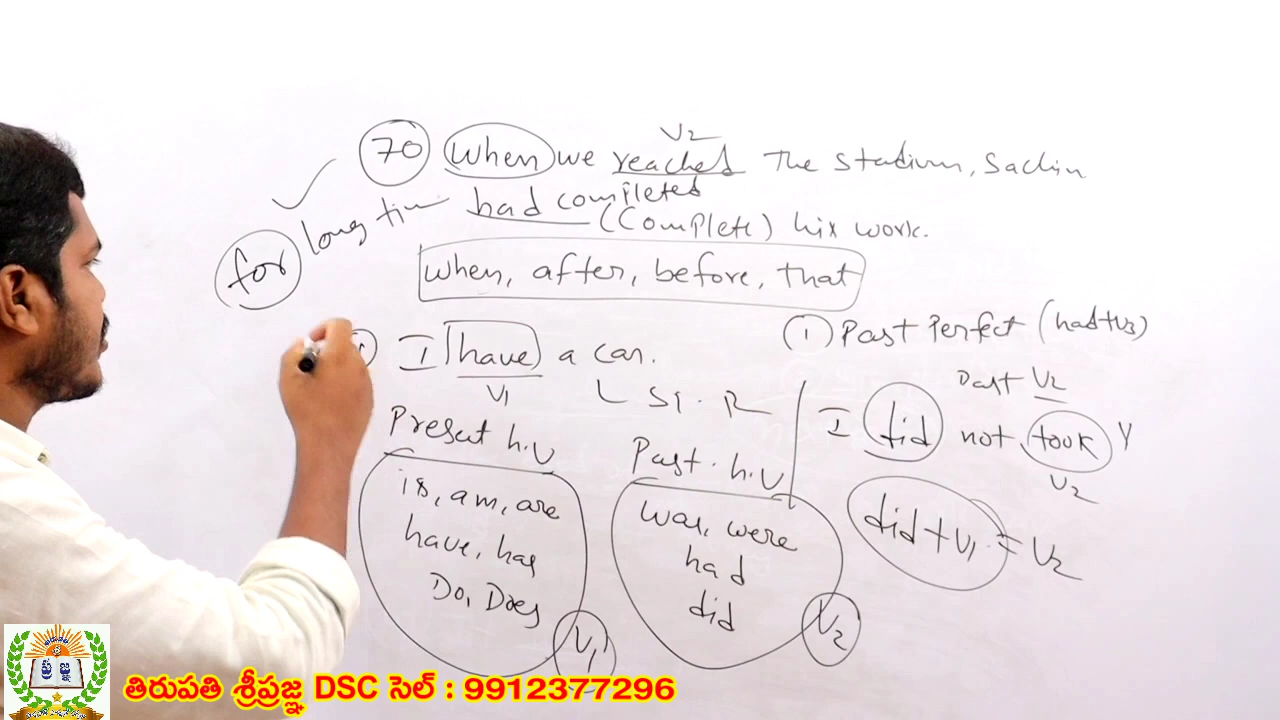 70 when we reached The Stadium, Sachin
V2
had completed
(Complete) his work.
for long time
when, after, before, that
I have a car.
V1
① Past Perfect (had+V3)
Past V2
I did not took
V2
did + V1 = V2
Present h.V
is, am, are
have, has
Do, Does
V1
Past. h.V
was, were
had
did
V2
తిరుపతి శ్రీప్రజ్ఞ DSC సెల్ : 9912377296